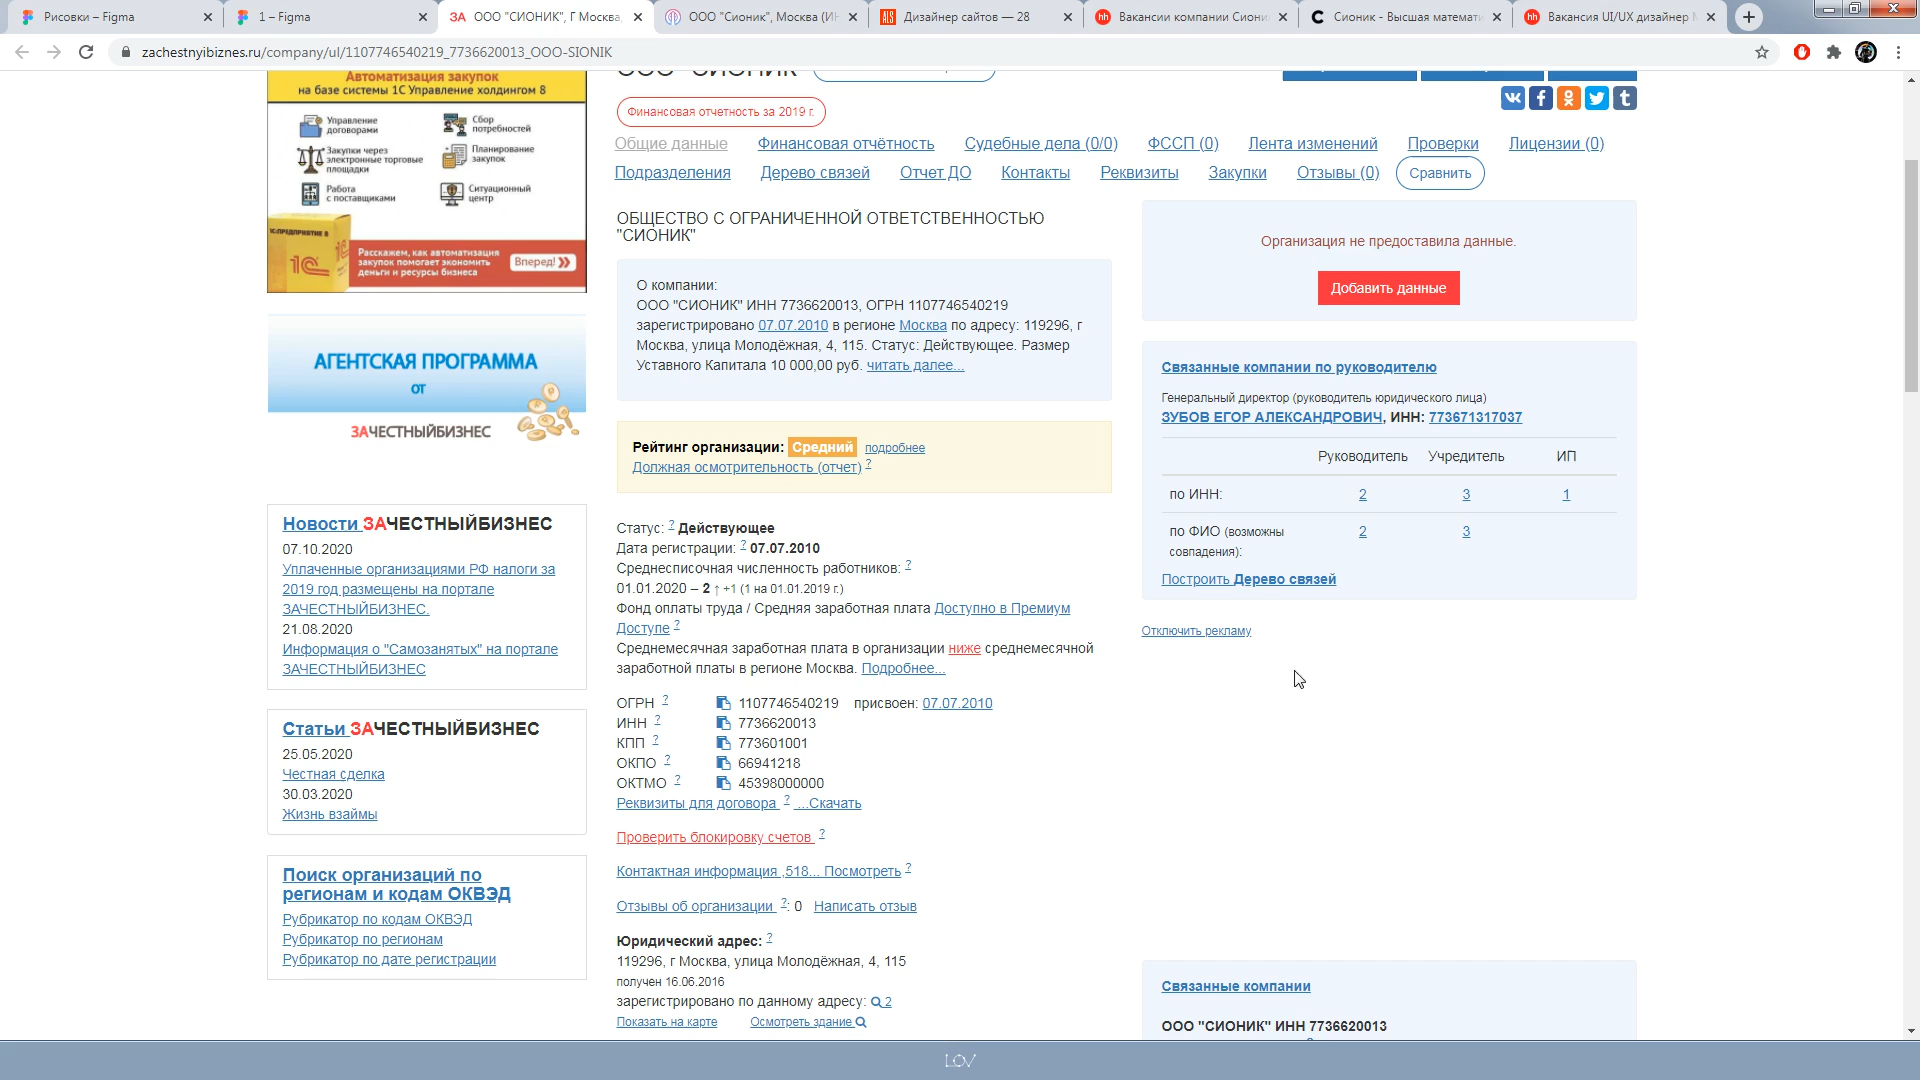 Рисовки – Figma
1 – Figma
ООО "СИОНИК", Г Москва,
ООО "Сионик", Москва (ИН
Дизайнер сайтов — 28
Вакансии компании Сиони
Сионик - Высшая математи
Вакансия UI/UX дизайнер М
zachestnyibiznes.ru/company/ul/1107746540219_7736620013_OOO-SIONIK
ООО "СИОНИК"
Финансовая отчетность за 2019 г.
Общие данные Финансовая отчётность Судебные дела (0/0) ФССП (0) Лента изменений Проверки Лицензии (0)
Подразделения Дерево связей Отчет ДО Контакты Реквизиты Закупки Отзывы (0) Сравнить
Автоматизация закупок
на базе системы 1С Управление холдингом 8
Управление
договорами
Сбор
потребностей
Закупки через
электронные торговые
площадки
Планирование
закупок
Работа
с поставщиками
Ситуационный
центр
1С:ПРЕДПРИЯТИЕ 8
1С
Расскажем, как автоматизация
закупок помогает экономить
деньги и ресурсы бизнеса
Вперед!
АГЕНТСКАЯ ПРОГРАММА
ОТ
ЗАЧЕСТНЫЙБИЗНЕС
Новости ЗАЧЕСТНЫЙБИЗНЕС
07.10.2020
Уплаченные организациями РФ налоги за
2019 год размещены на портале
ЗАЧЕСТНЫЙБИЗНЕС.
21.08.2020
Информация о "Самозанятых" на портале
ЗАЧЕСТНЫЙБИЗНЕС
Статьи ЗАЧЕСТНЫЙБИЗНЕС
25.05.2020
Честная сделка
30.03.2020
Жизнь взаймы
Поиск организаций по
регионам и кодам ОКВЭД
Рубрикатор по кодам ОКВЭД
Рубрикатор по регионам
Рубрикатор по дате регистрации
ОБЩЕСТВО С ОГРАНИЧЕННОЙ ОТВЕТСТВЕННОСТЬЮ
"СИОНИК"
О компании:
ООО "СИОНИК" ИНН 7736620013, ОГРН 1107746540219
зарегистрировано 07.07.2010 в регионе Москва по адресу: 119296, г
Москва, улица Молодёжная, 4, 115. Статус: Действующее. Размер
Уставного Капитала 10 000,00 руб. читать далее...
Рейтинг организации: Средний подробнее
Должная осмотрительность (отчет) ?
Статус: ? Действующее
Дата регистрации: ? 07.07.2010
Среднесписочная численность работников: ?
01.01.2020 – 2 ↑ +1 (1 на 01.01.2019 г.)
Фонд оплаты труда / Средняя заработная плата Доступно в Премиум
Доступе ?
Среднемесячная заработная плата в организации ниже среднемесячной
заработной платы в регионе Москва. Подробнее...
ОГРН ? 1107746540219 присвоен: 07.07.2010
ИНН ? 7736620013
КПП ? 773601001
ОКПО ? 66941218
ОКТМО ? 45398000000
Реквизиты для договора ? ...Скачать
Проверить блокировку счетов ?
Контактная информация ,518... Посмотреть ?
Отзывы об организации ?: 0 Написать отзыв
Юридический адрес: ?
119296, г Москва, улица Молодёжная, 4, 115
получен 16.06.2016
зарегистрировано по данному адресу: 2
Показать на карте Осмотреть здание
Организация не предоставила данные.
Добавить данные
Связанные компании по руководителю
Генеральный директор (руководитель юридического лица)
ЗУБОВ ЕГОР АЛЕКСАНДРОВИЧ, ИНН: 773671317037
Руководитель Учредитель ИП
по ИНН: 2 3 1
по ФИО (возможны 2 3
совпадения):
Построить Дерево связей
Отключить рекламу
Связанные компании
ООО "СИОНИК" ИНН 7736620013
LOV